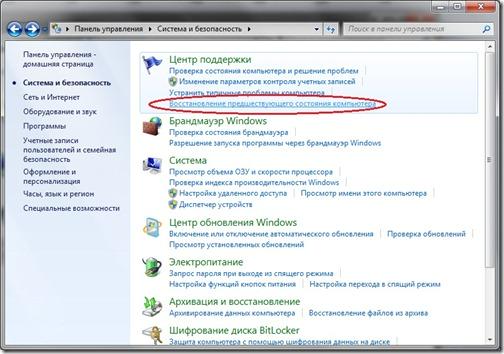 Панель управления ▸ Система и безопасность ▸
Поиск в панели управления
Панель управления -
домашняя страница
Система и безопасность
Сеть и Интернет
Оборудование и звук
Программы
Учетные записи
пользователей и семейная
безопасность
Оформление и
персонализация
Часы, язык и регион
Специальные возможности
Центр поддержки
Проверка состояния компьютера и решение проблем
Изменение параметров контроля учетных записей
Устранить типичные проблемы компьютера
Восстановление предшествующего состояния компьютера
Брандмауэр Windows
Проверка состояния брандмауэра
Разрешение запуска программы через брандмауэр Windows
Система
Просмотр объема ОЗУ и скорости процессора
Проверка индекса производительности Windows
Настройка удаленного доступа
Просмотр имени этого компьютера
Диспетчер устройств
Центр обновления Windows
Включение или отключение автоматического обновления
Проверка обновлений
Просмотр установленных обновлений
Электропитание
Запрос пароля при выходе из спящего режима
Настройка функций кнопок питания
Настройка перехода в спящий режим
Архивация и восстановление
Архивирование данных компьютера
Восстановление файлов из архива
Шифрование диска BitLocker
Защита компьютера с помощью шифрования данных на диске